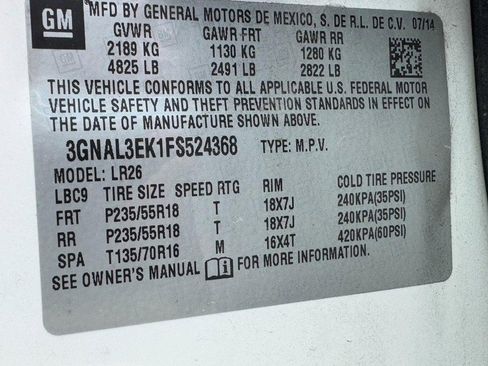 GM
MFD BY GENERAL MOTORS DE MEXICO, S. DE R.L. DE C.V. 07/14
GVWR GAWR FRT GAWR RR
2189 KG 1130 KG 1280 KG
4825 LB 2491 LB 2822 LB
THIS VEHICLE CONFORMS TO ALL APPLICABLE U.S. FEDERAL MOTOR
VEHICLE SAFETY AND THEFT PREVENTION STANDARDS IN EFFECT ON
THE DATE OF MANUFACTURE SHOWN ABOVE.
3GNAL3EK1FS524368 TYPE: M.P.V.
MODEL: LR26
LBC9 TIRE SIZE SPEED RTG RIM COLD TIRE PRESSURE
FRT P235/55R18 T 18X7J 240KPA(35PSI)
RR P235/55R18 T 18X7J 240KPA(35PSI)
SPA T135/70R16 M 16X4T 420KPA(60PSI)
SEE OWNER'S MANUAL FOR MORE INFORMATION.